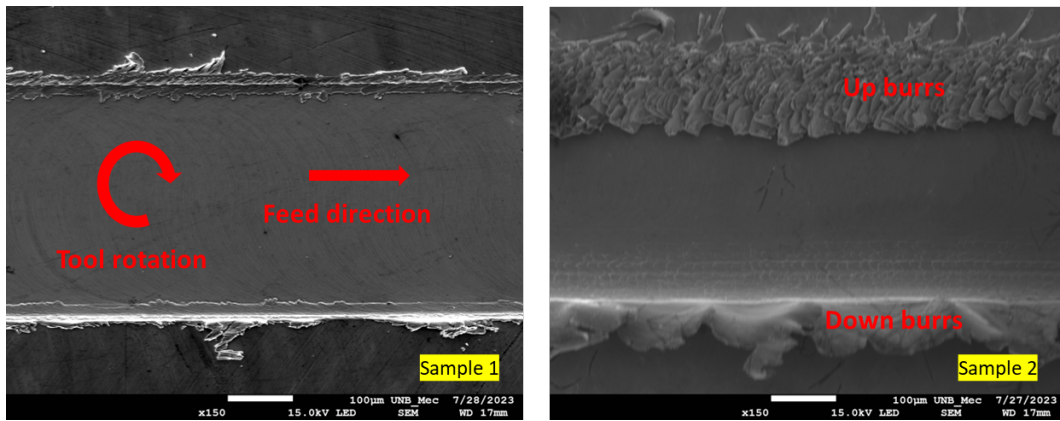 Tool rotation
Feed direction
Sample 1
100µm UNB_Mec 7/28/2023
x150 15.0kV LED SEM WD 17mm
Up burrs
Down burrs
Sample 2
100µm UNB_Mec 7/27/2023
x150 15.0kV LED SEM WD 17mm